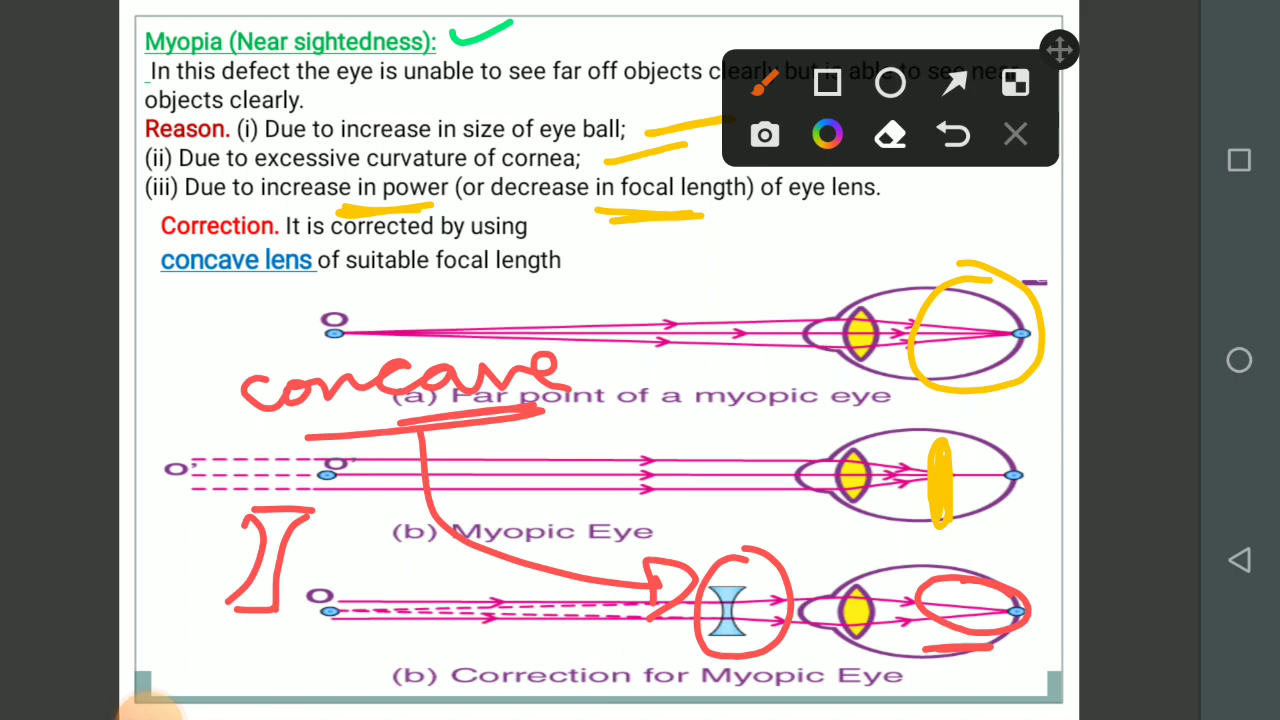 Myopia (Near sightedness):
In this defect the eye is unable to see far off objects clearly but is able to see near
objects clearly.
Reason. (i) Due to increase in size of eye ball;
(ii) Due to excessive curvature of cornea;
(iii) Due to increase in power (or decrease in focal length) of eye lens.
Correction. It is corrected by using
concave lens of suitable focal length
O
concave
(a) Far point of a myopic eye
O' O'
(b) Myopic Eye
O
(b) Correction for Myopic Eye